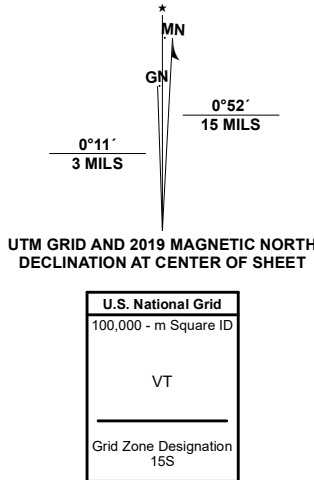 MN
GN
0°52´
15 MILS
0°11´
3 MILS
UTM GRID AND 2019 MAGNETIC NORTH
DECLINATION AT CENTER OF SHEET
U.S. National Grid
100,000 - m Square ID
VT
Grid Zone Designation
15S